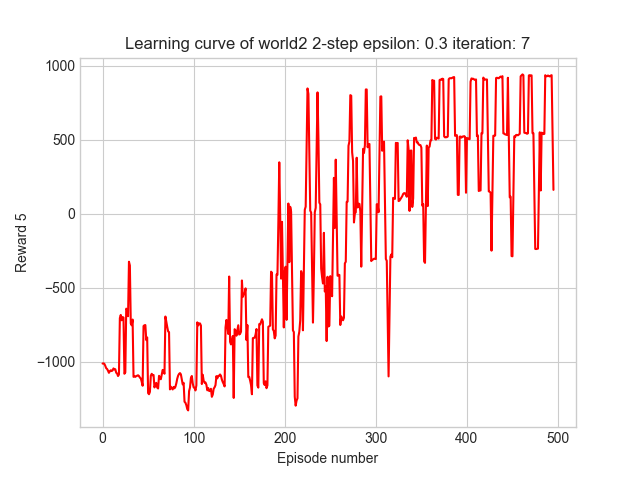 Learning curve of world2 2-step epsilon: 0.3 iteration: 7
1000
500
0
−500
−1000
Reward 5
0 100 200 300 400 500
Episode number